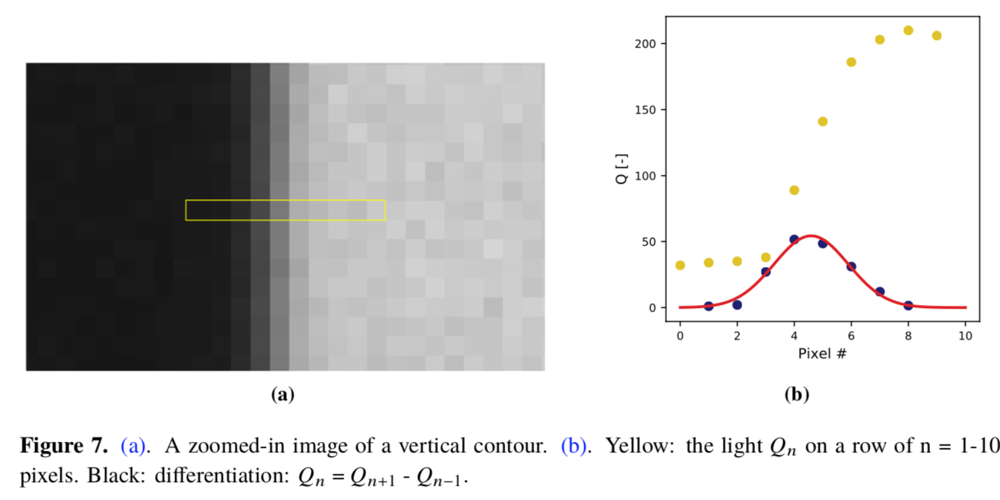 200
150
100
50
0
Q [-]
0 2 4 6 8 10
Pixel #
(a)
(b)
Figure 7. (a). A zoomed-in image of a vertical contour. (b). Yellow: the light Qn on a row of n = 1-10
pixels. Black: differentiation: Qn = Qn+1 - Qn−1.